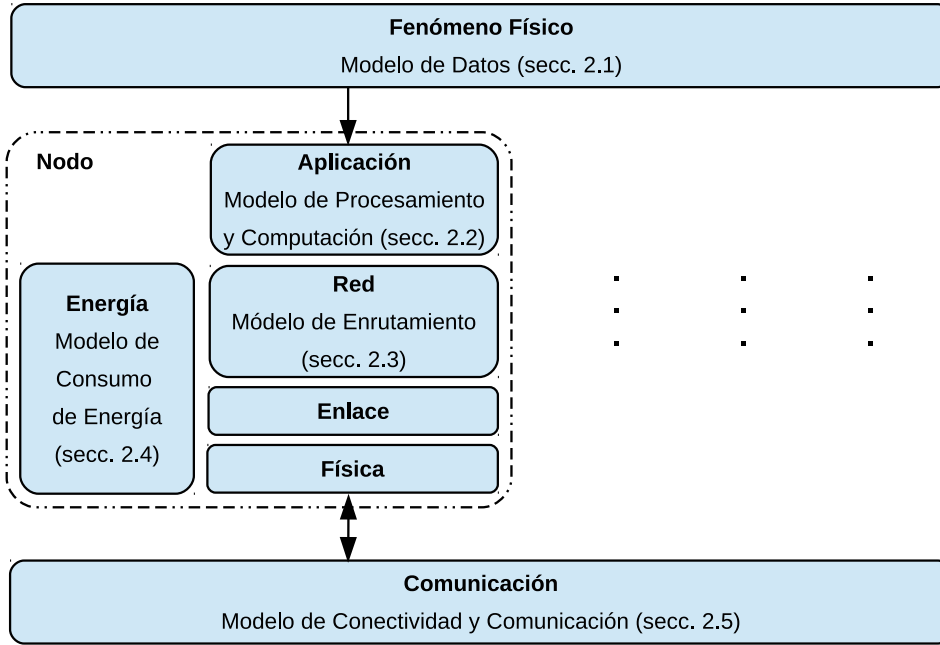 Fenómeno Físico
Modelo de Datos (secc. 2.1)
Nodo
Aplicación
Modelo de Procesamiento
y Computación (secc. 2.2)
Energía
Modelo de
Consumo
de Energía
(secc. 2.4)
Red
Módelo de Enrutamiento
(secc. 2.3)
Enlace
Física
Comunicación
Modelo de Conectividad y Comunicación (secc. 2.5)